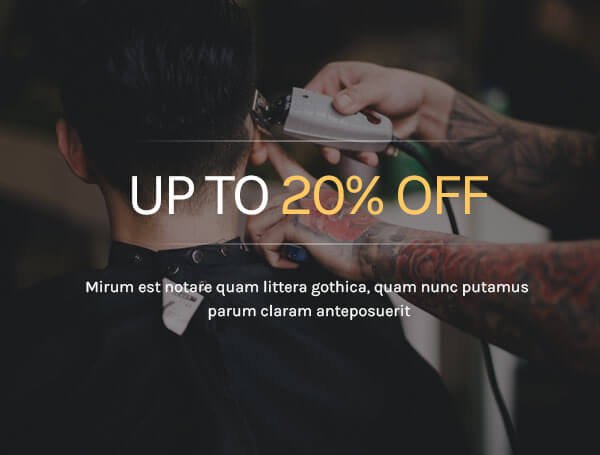 UP TO 20% OFF
Mirum est notare quam littera gothica, quam nunc putamus
parum claram anteposuerit